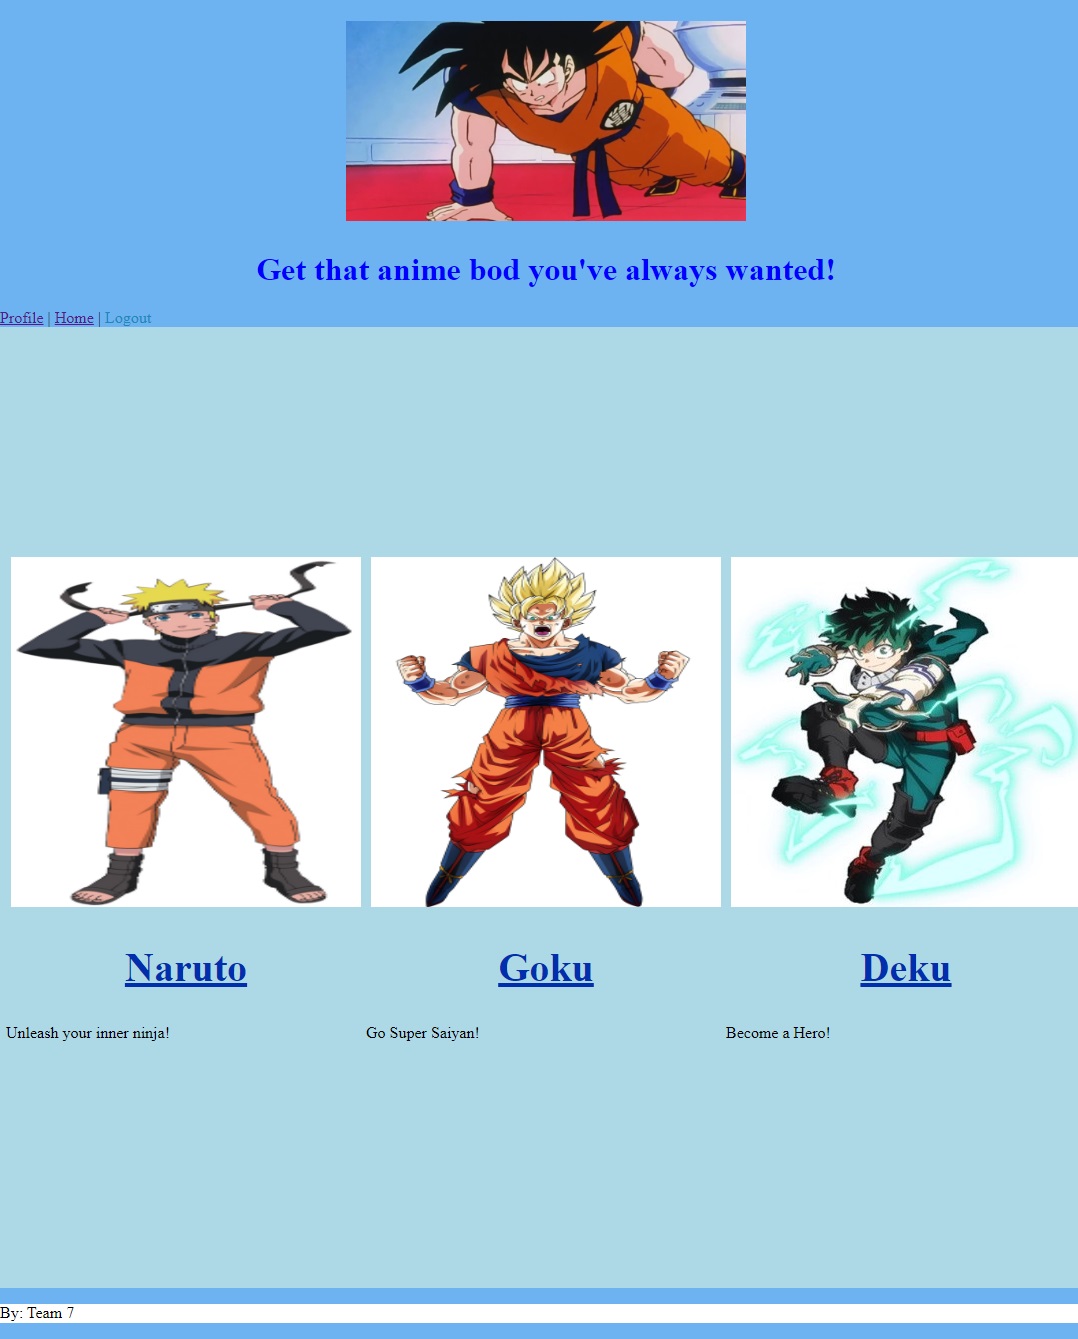 Get that anime bod you've always wanted!
Profile | Home | Logout
Naruto
Goku
Deku
Unleash your inner ninja!
Go Super Saiyan!
Become a Hero!
By: Team 7